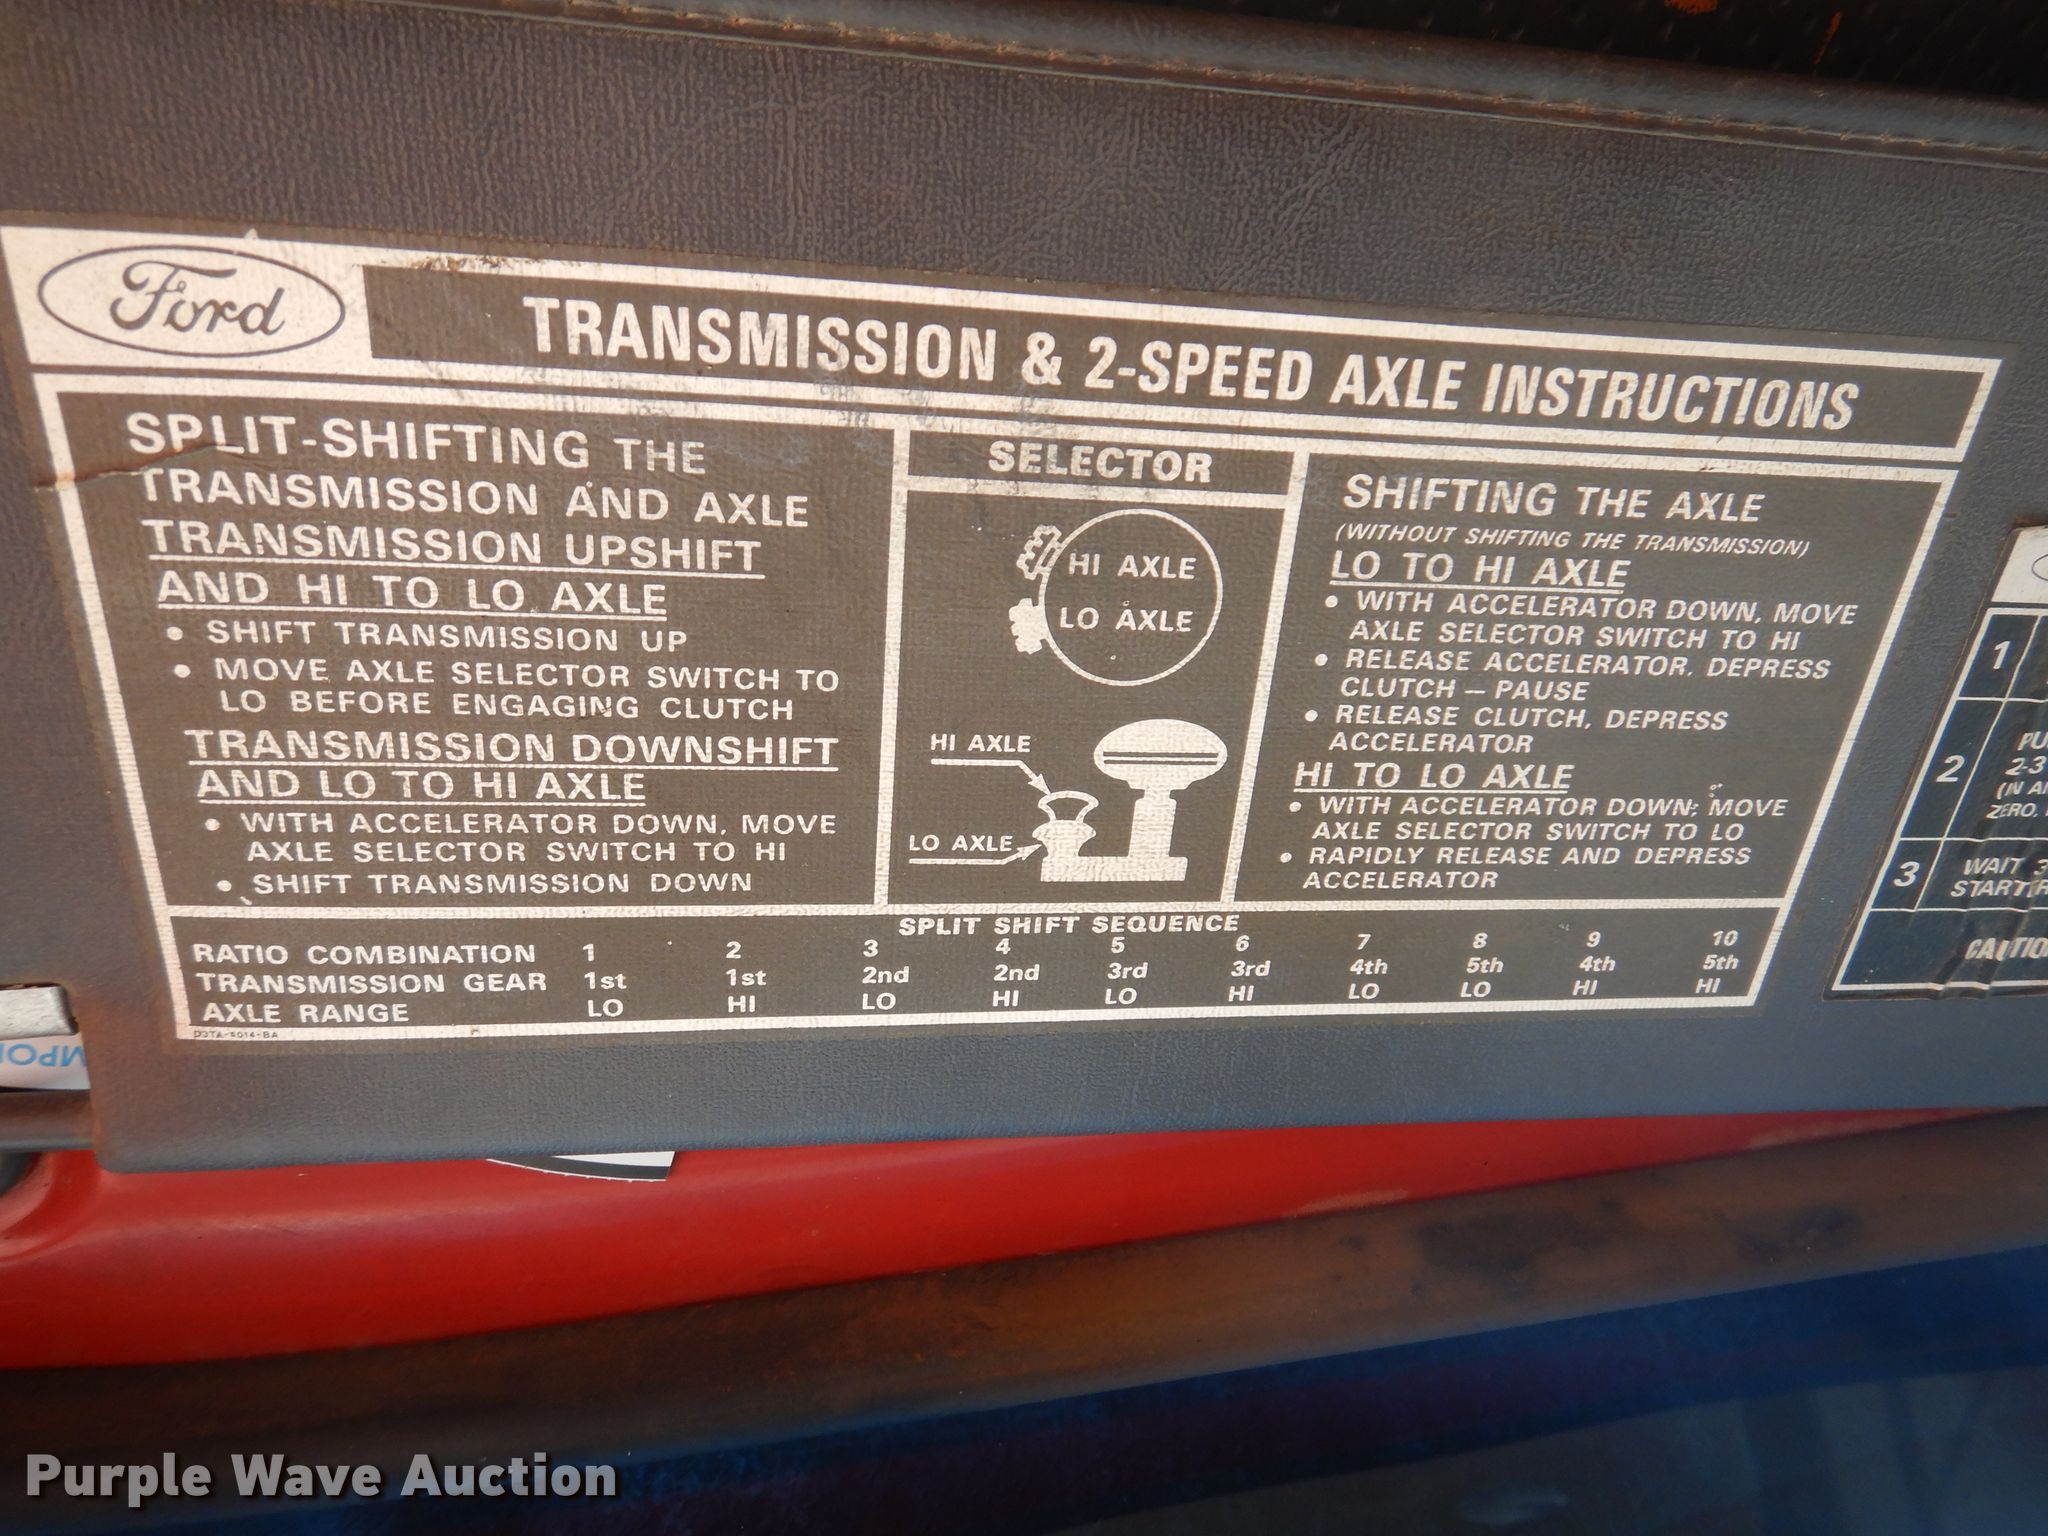 Ford
TRANSMISSION & 2-SPEED AXLE INSTRUCTIONS
SPLIT-SHIFTING THE
TRANSMISSION AND AXLE
TRANSMISSION UPSHIFT
AND HI TO LO AXLE
• SHIFT TRANSMISSION UP
• MOVE AXLE SELECTOR SWITCH TO
LO BEFORE ENGAGING CLUTCH
TRANSMISSION DOWNSHIFT
AND LO TO HI AXLE
• WITH ACCELERATOR DOWN, MOVE
AXLE SELECTOR SWITCH TO HI
• SHIFT TRANSMISSION DOWN
SELECTOR
HI AXLE
LO AXLE
HI AXLE
LO AXLE
SHIFTING THE AXLE
(WITHOUT SHIFTING THE TRANSMISSION)
LO TO HI AXLE
• WITH ACCELERATOR DOWN, MOVE
AXLE SELECTOR SWITCH TO HI
• RELEASE ACCELERATOR, DEPRESS
CLUTCH – PAUSE
• RELEASE CLUTCH, DEPRESS
ACCELERATOR
HI TO LO AXLE
• WITH ACCELERATOR DOWN, MOVE
AXLE SELECTOR SWITCH TO LO
• RAPIDLY RELEASE AND DEPRESS
ACCELERATOR
SPLIT SHIFT SEQUENCE
RATIO COMBINATION 1 2 3 4 5 6 7 8 9 10
TRANSMISSION GEAR 1st 1st 2nd 2nd 3rd 3rd 4th 5th 4th 5th
AXLE RANGE LO HI LO HI LO HI LO LO HI HI
1
2
2-3
(IN
ZERO,
3
WAIT
Purple Wave Auction